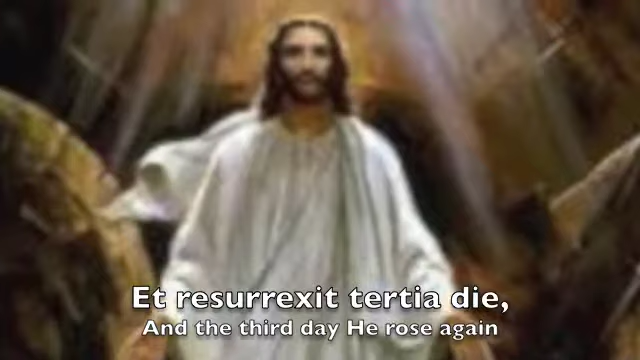 Et resurrexit tertia die,
And the third day He rose again